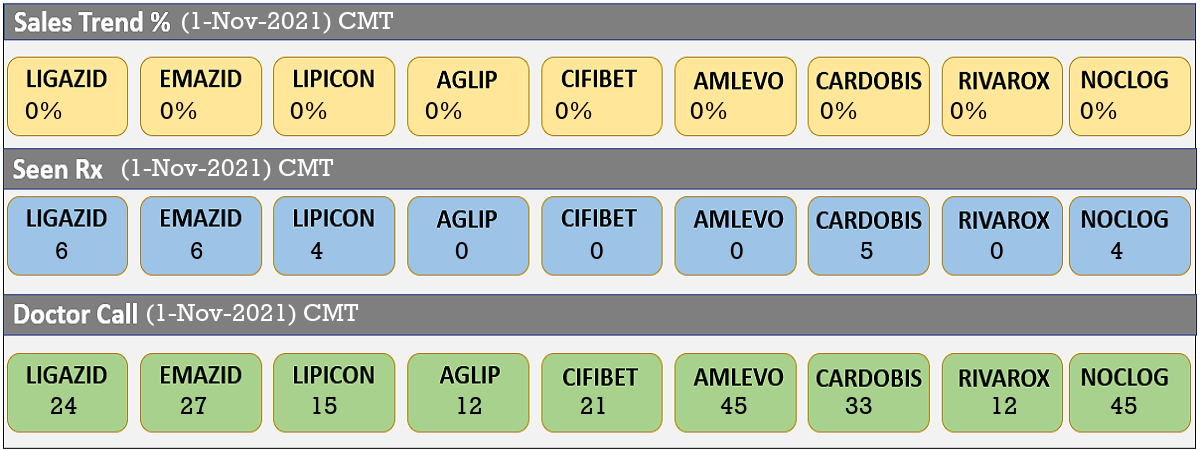 Sales Trend % (1-Nov-2021) CMT
LIGAZID EMAZID LIPICON AGLIP CIFIBET AMLEVO CARDOBIS RIVAROX NOCLOG
0% 0% 0% 0% 0% 0% 0% 0% 0%
Seen Rx (1-Nov-2021) CMT
LIGAZID EMAZID LIPICON AGLIP CIFIBET AMLEVO CARDOBIS RIVAROX NOCLOG
6 6 4 0 0 0 5 0 4
Doctor Call (1-Nov-2021) CMT
LIGAZID EMAZID LIPICON AGLIP CIFIBET AMLEVO CARDOBIS RIVAROX NOCLOG
24 27 15 12 21 45 33 12 45